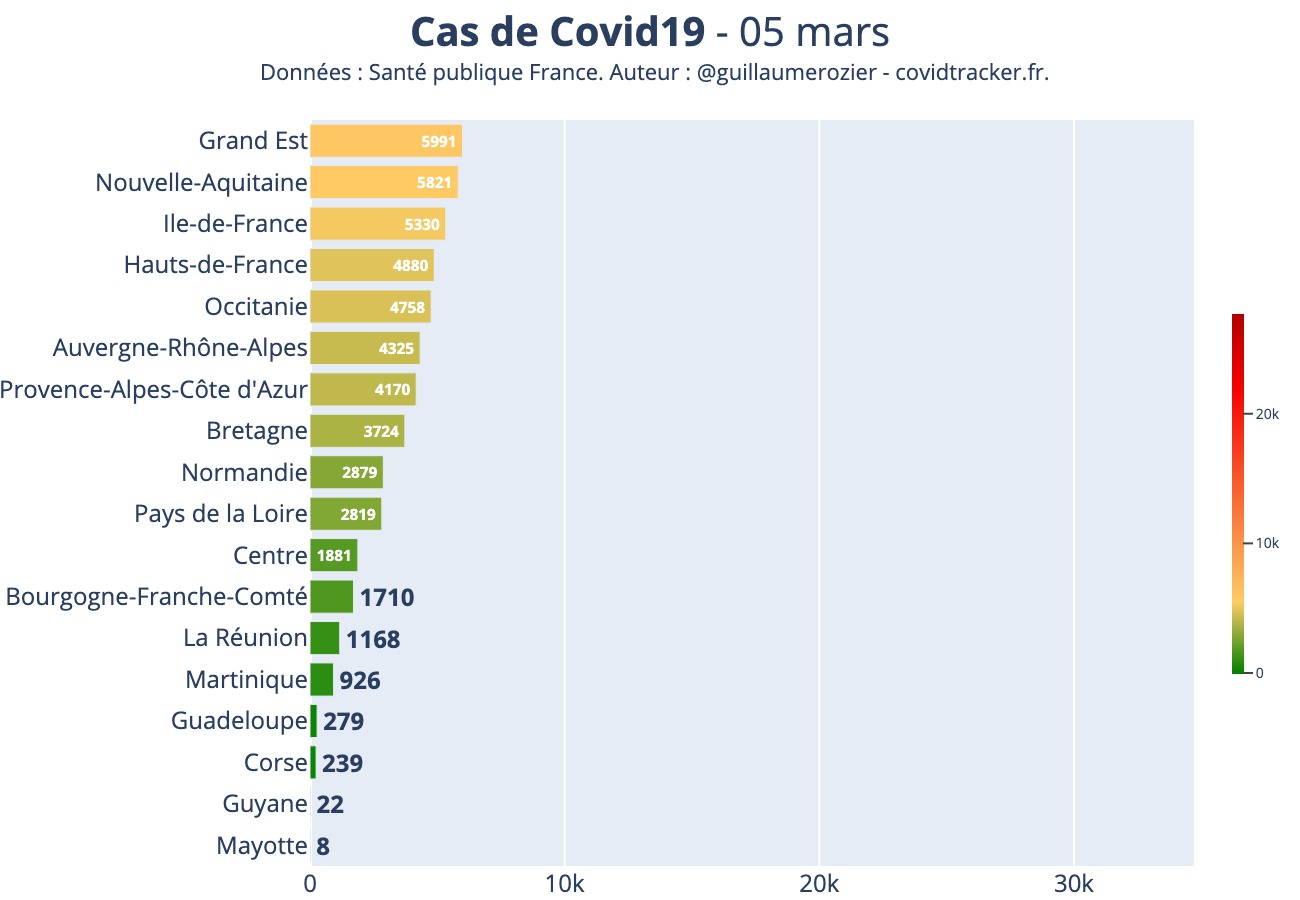 Cas de Covid19 - 05 mars
Données : Santé publique France. Auteur : @guillaumerozier - covidtracker.fr.
Grand Est 5991
Nouvelle-Aquitaine 5821
Ile-de-France 5330
Hauts-de-France 4880
Occitanie 4758
Auvergne-Rhône-Alpes 4325
Provence-Alpes-Côte d'Azur 4170
Bretagne 3724
Normandie 2879
Pays de la Loire 2819
Centre 1881
Bourgogne-Franche-Comté 1710
La Réunion 1168
Martinique 926
Guadeloupe 279
Corse 239
Guyane 22
Mayotte 8
0 10k 20k 30k
20k
10k
0